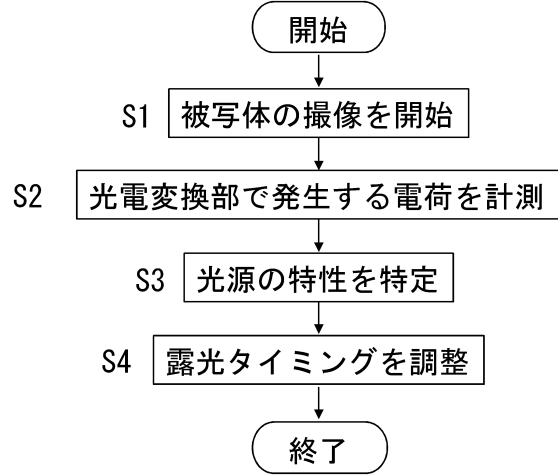 開始
S1 被写体の撮像を開始
S2 光電変換部で発生する電荷を計測
S3 光源の特性を特定
S4 露光タイミングを調整
終了